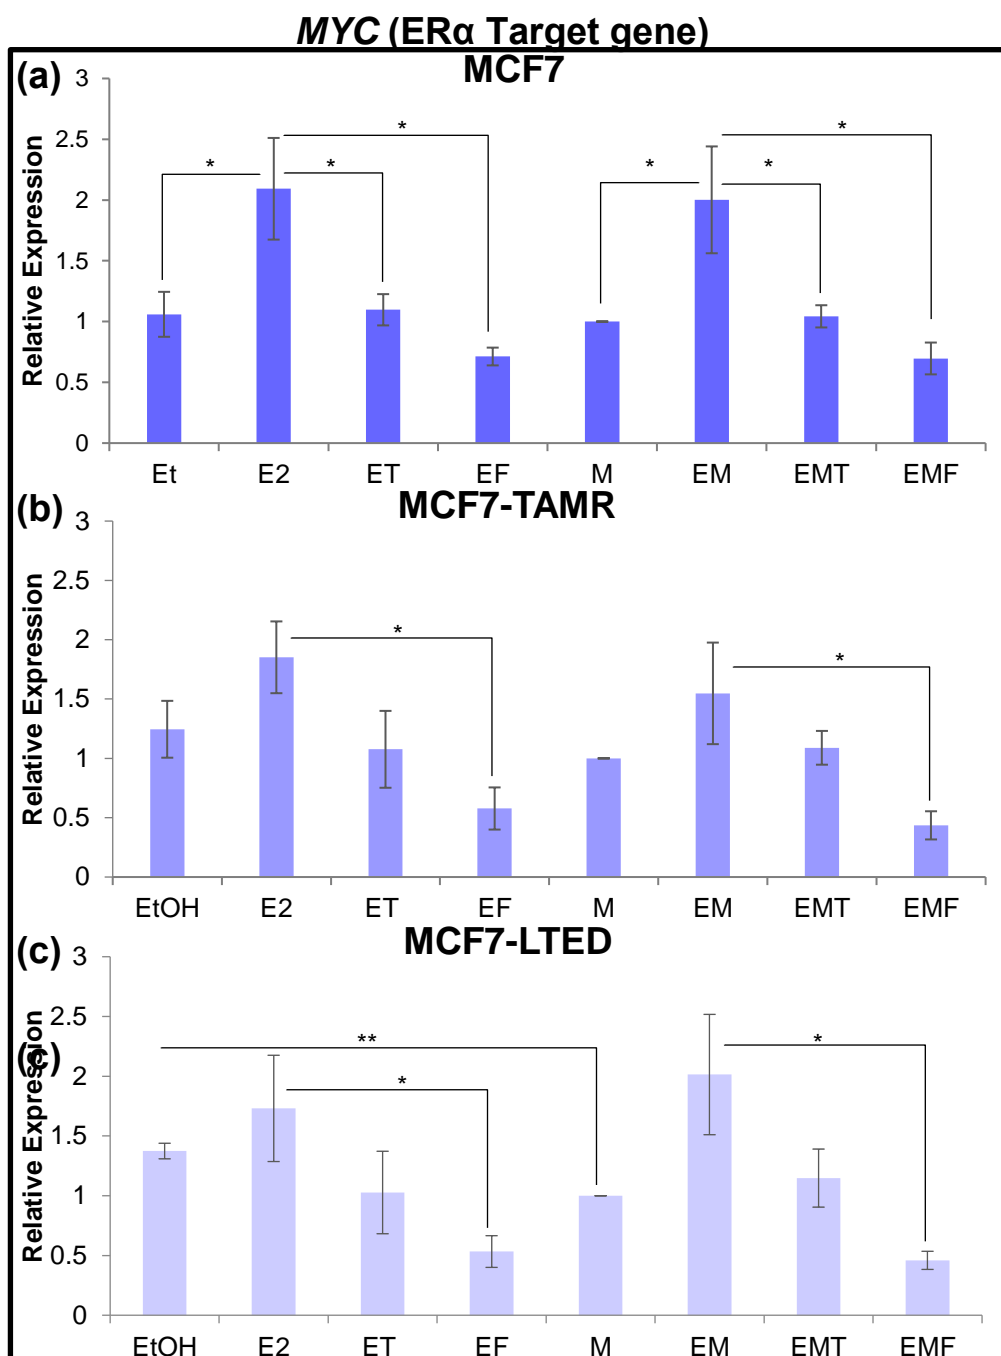 MYC (ERα Target gene)
(a)
MCF7
Relative Expression
3
2.5
2
1.5
1
0.5
0
*
*
*
*
*
*
Et E2 ET EF M EM EMT EMF
(b)
MCF7-TAMR
Relative Expression
3
2.5
2
1.5
1
0.5
0
*
*
EtOH E2 ET EF M EM EMT EMF
(c)
MCF7-LTED
(c)
Relative Expression
3
2.5
2
1.5
1
0.5
0
**
*
*
EtOH E2 ET EF M EM EMT EMF